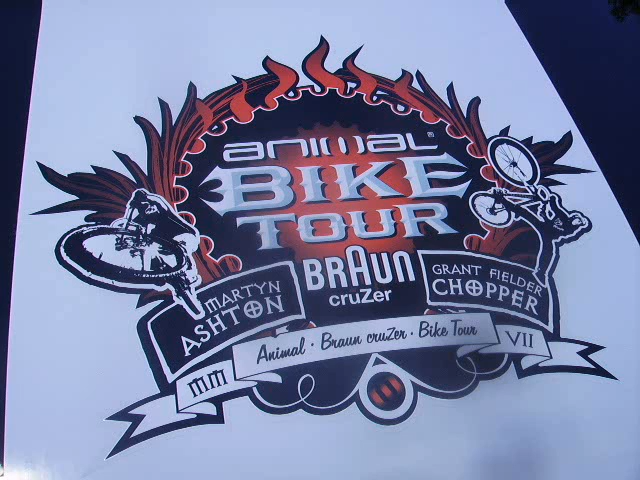 animal®
BIKE
TOUR
BRAUN
cruZer
MARTYN
ASHTON
GRANT FIELDER
CHOPPER
Animal · Braun cruZer · Bike Tour
MM
VII